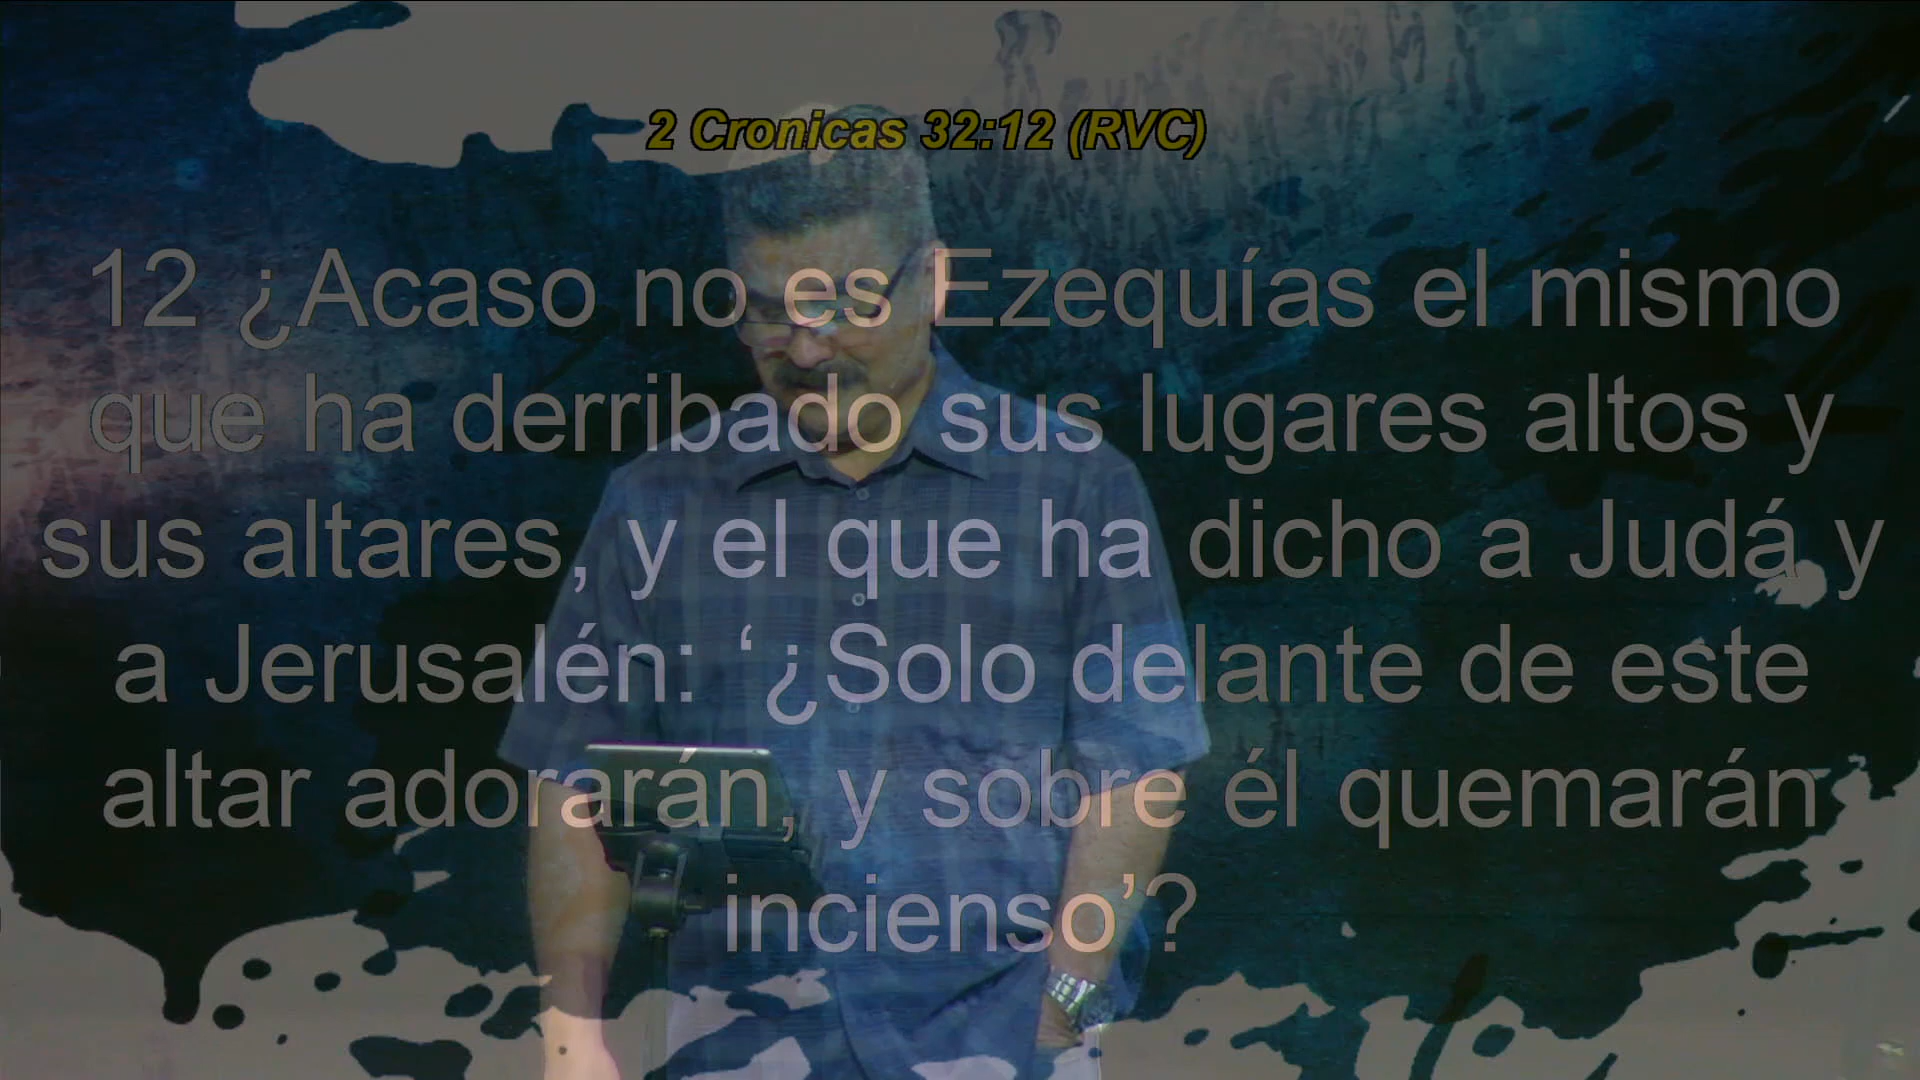 2 Cronicas 32:12 (RVC)
12 ¿Acaso no es Ezequías el mismo
que ha derribado sus lugares altos y
sus altares, y el que ha dicho a Judá y
a Jerusalén: ‘¿Solo delante de este
altar adorarán, y sobre él quemarán
incienso’?